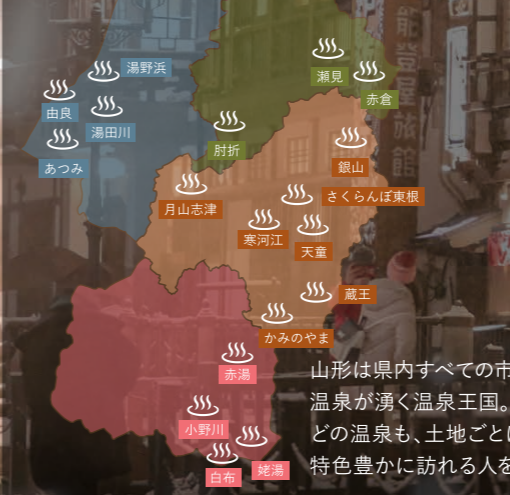 能登屋旅館
湯野浜
瀬見
赤倉
由良
湯田川
肘折
あつみ
銀山
月山志津
さくらんぼ東根
寒河江
天童
蔵王
かみのやま
赤湯
小野川
白布
姥湯
山形は県内すべての市
温泉が湧く温泉王国。
どの温泉も、土地ごとに
特色豊かに訪れる人を